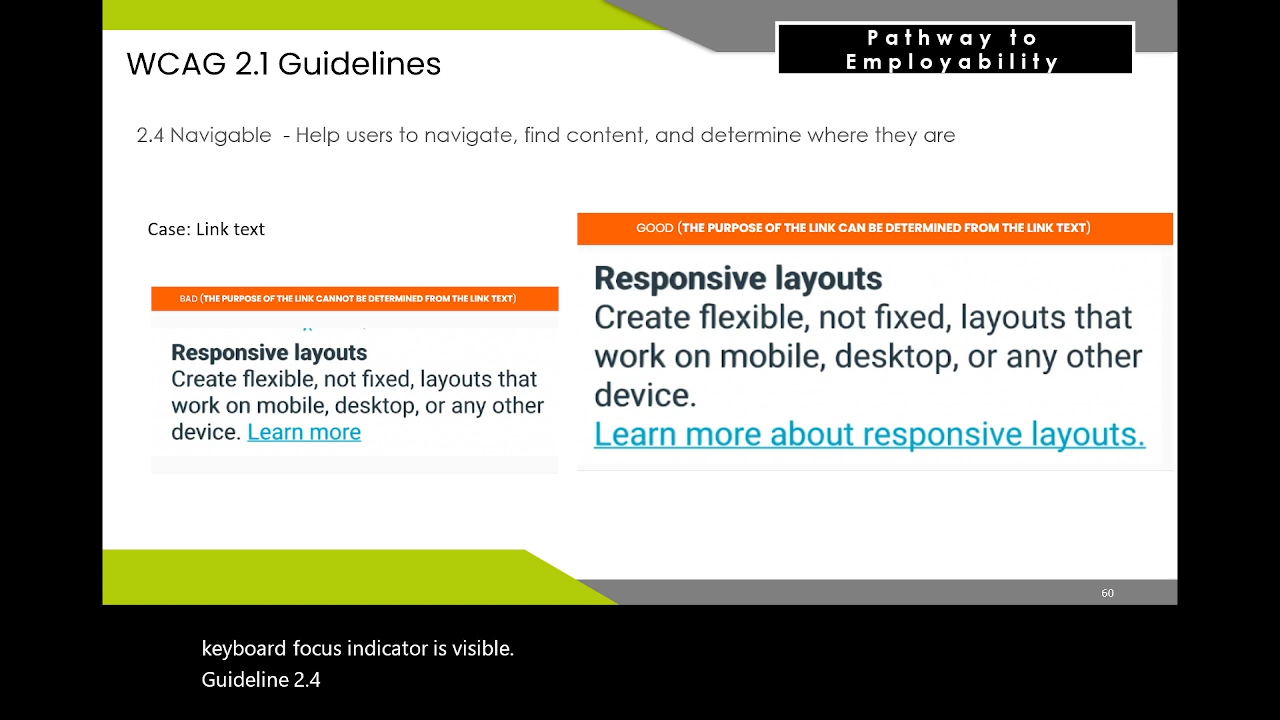 Pathway to
Employability
WCAG 2.1 Guidelines
2.4 Navigable - Help users to navigate, find content, and determine where they are
Case: Link text
BAD (THE PURPOSE OF THE LINK CANNOT BE DETERMINED FROM THE LINK TEXT)
Responsive layouts
Create flexible, not fixed, layouts that
work on mobile, desktop, or any other
device. Learn more
GOOD (THE PURPOSE OF THE LINK CAN BE DETERMINED FROM THE LINK TEXT)
Responsive layouts
Create flexible, not fixed, layouts that
work on mobile, desktop, or any other
device.
Learn more about responsive layouts.
60
keyboard focus indicator is visible.
Guideline 2.4